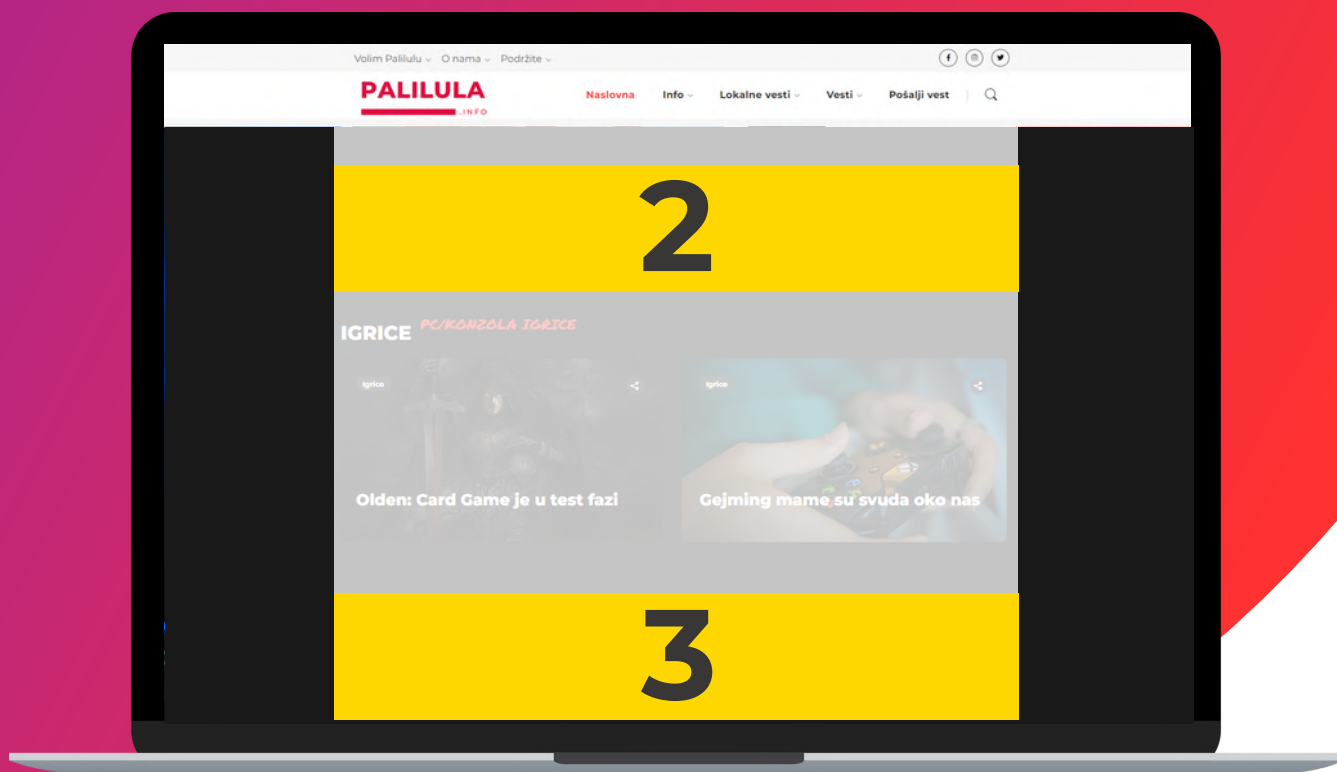 Volim Palilulu O nama Podržite
PALILULA
.INFO
Naslovna Info Lokalne vesti Vesti Pošalji vest
2
IGRICE PC/KONZOLA IGRICE
Igrice Igrice
Olden: Card Game je u test fazi Gejming mame su svuda oko nas
3